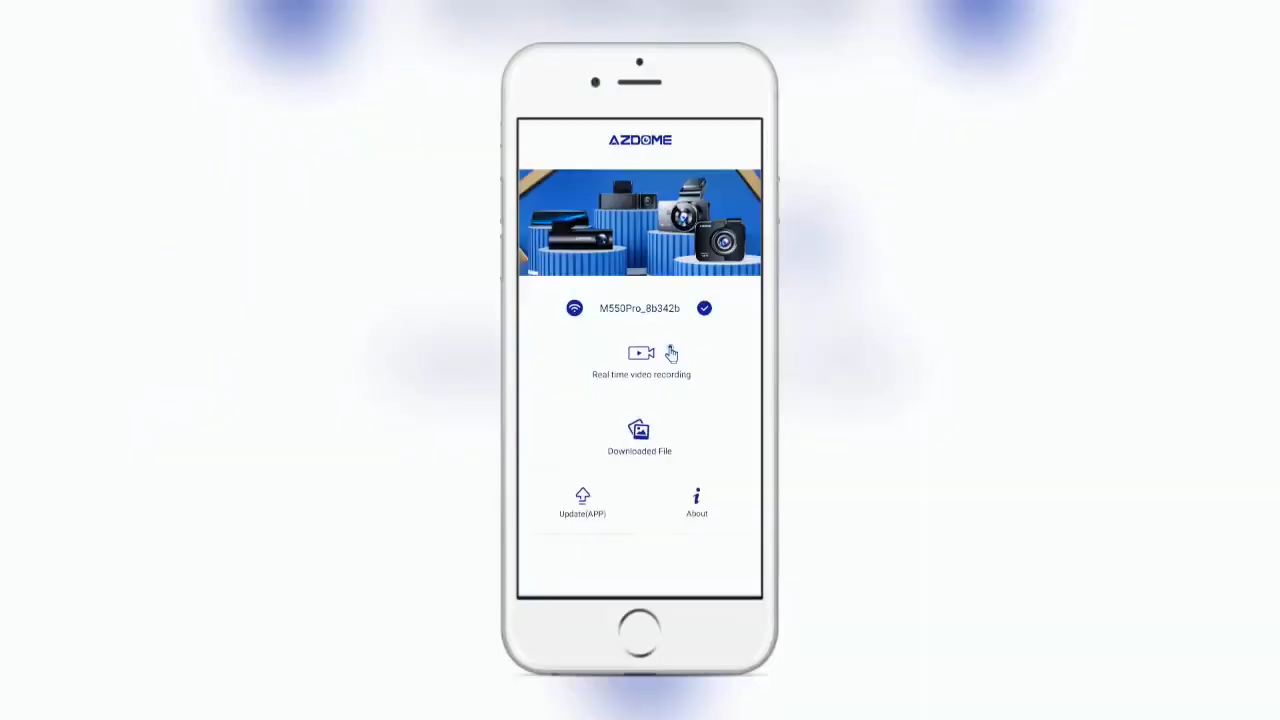 AZDOME
M550Pro_8b342b
Real time video recording
Downloaded File
Update(APP)
About